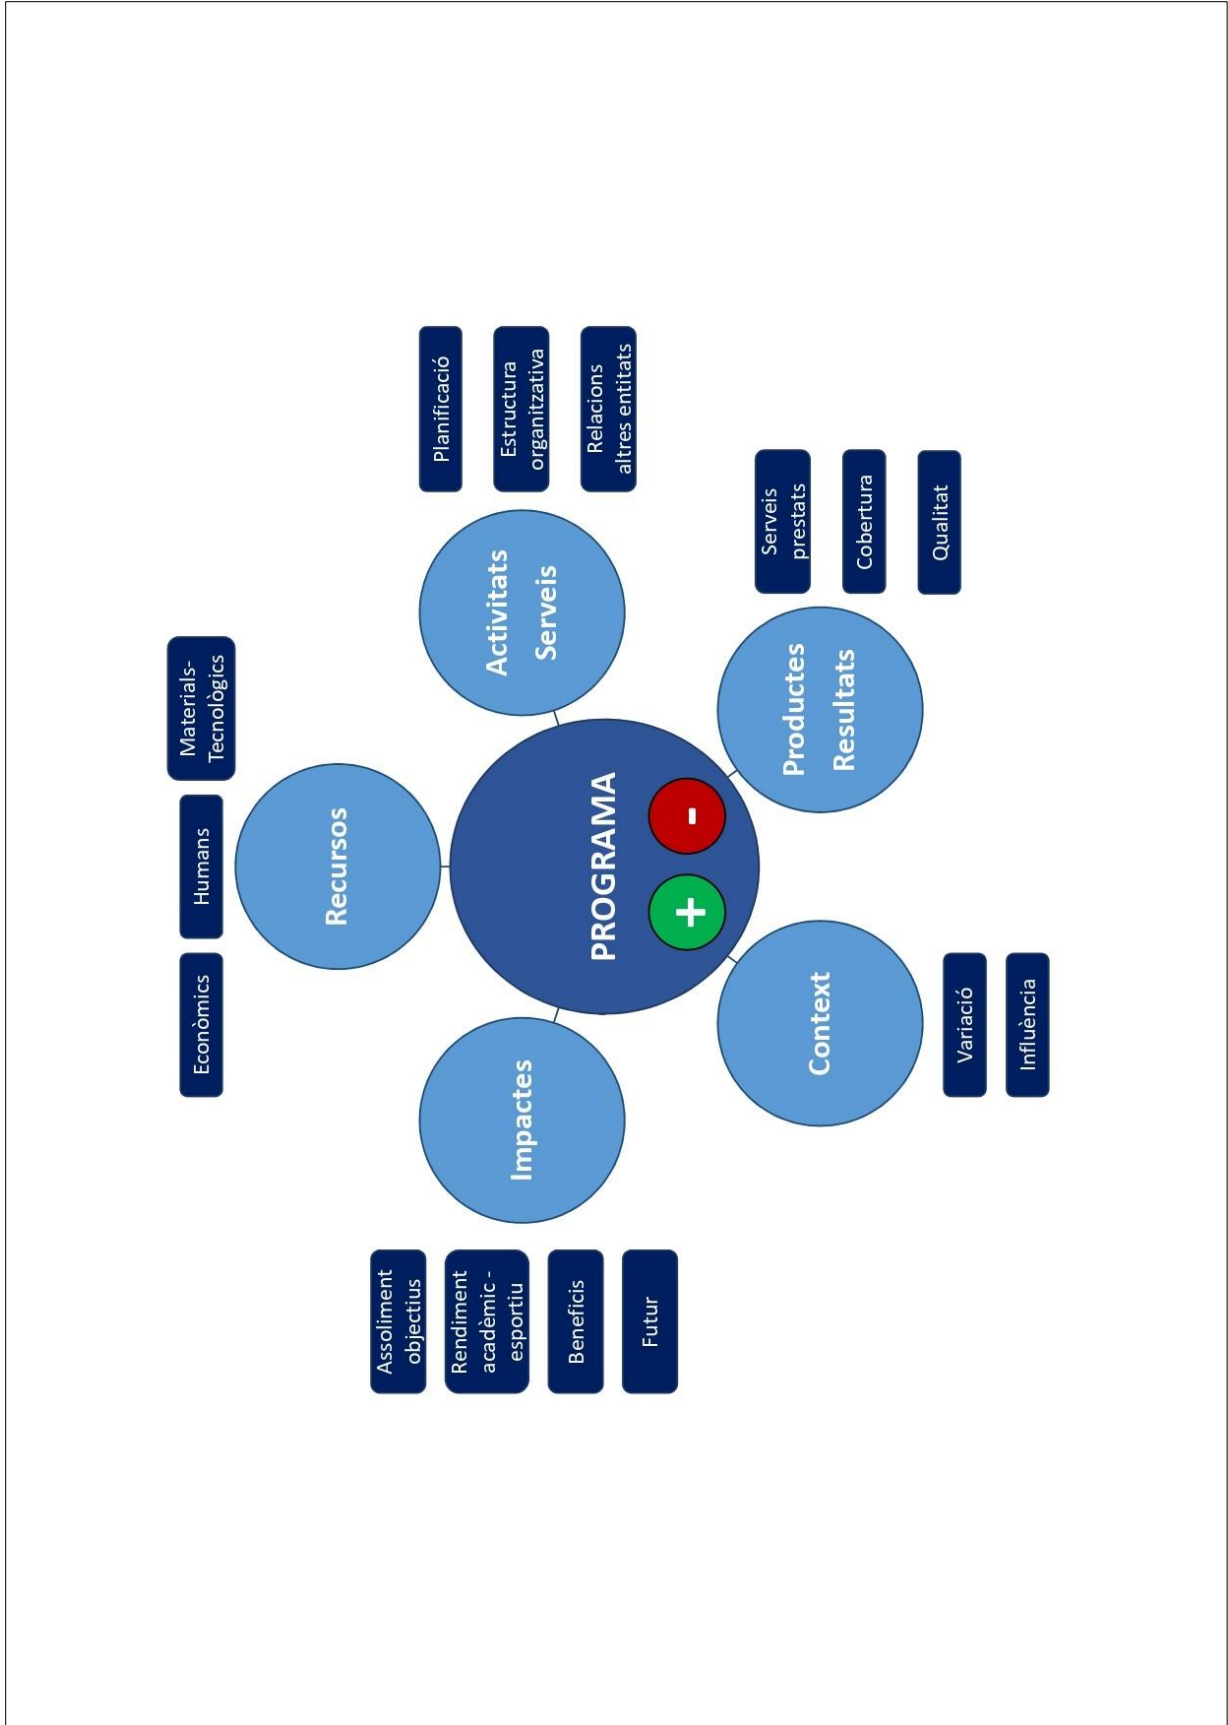 Econòmics
Humans
Materials-
Tecnològics
Recursos
Planificació
Estructura
organitzativa
Relacions
altres entitats
Activitats
Serveis
Serveis
prestats
Cobertura
Qualitat
Productes
Resultats
Context
Variació
Influència
Impactes
Assoliment
objectius
Rendiment
acadèmic -
esportiu
Beneficis
Futur
PROGRAMA
+
-